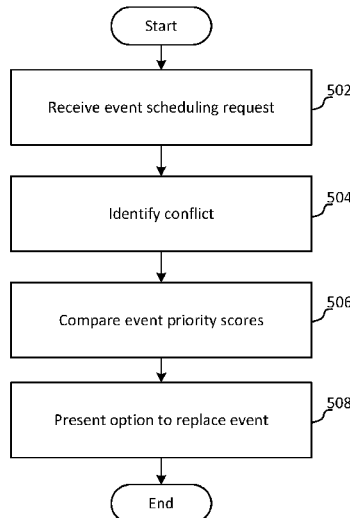 Start
Receive event scheduling request
502
Identify conflict
504
Compare event priority scores
506
Present option to replace event
508
End